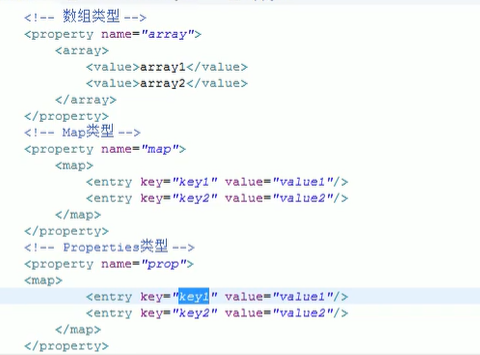 <!-- 数组类型 -->
<property name="array">
<array>
<value>array1</value>
<value>array2</value>
</array>
</property>
<!-- Map类型 -->
<property name="map">
<map>
<entry key="key1" value="value1"/>
<entry key="key2" value="value2"/>
</map>
</property>
<!-- Properties类型 -->
<property name="prop">
<map>
<entry key="key1" value="value1"/>
<entry key="key2" value="value2"/>
</map>
</property>